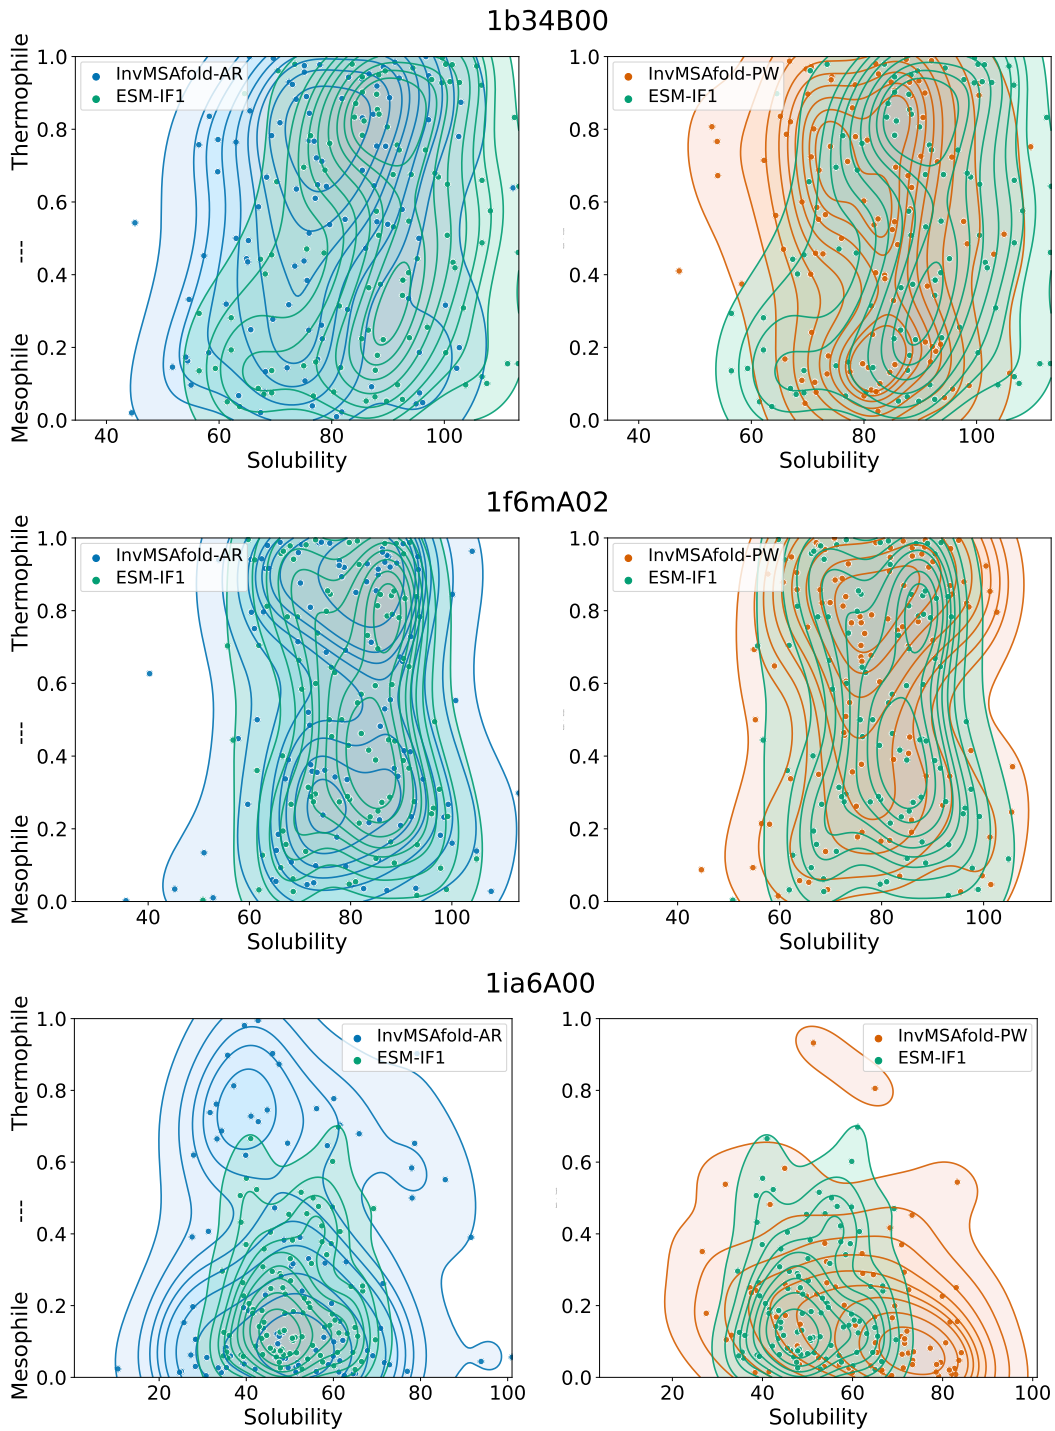 1b34B00
InvMSAfold-AR
ESM-IF1
Mesophile --- Thermophile
0.0 0.2 0.4 0.6 0.8 1.0
40 60 80 100
Solubility
InvMSAfold-PW
ESM-IF1
---
0.0 0.2 0.4 0.6 0.8 1.0
40 60 80 100
Solubility
1f6mA02
InvMSAfold-AR
ESM-IF1
Mesophile --- Thermophile
0.0 0.2 0.4 0.6 0.8 1.0
40 60 80 100
Solubility
InvMSAfold-PW
ESM-IF1
---
0.0 0.2 0.4 0.6 0.8 1.0
40 60 80 100
Solubility
1ia6A00
InvMSAfold-AR
ESM-IF1
Mesophile --- Thermophile
0.0 0.2 0.4 0.6 0.8 1.0
20 40 60 80 100
Solubility
InvMSAfold-PW
ESM-IF1
---
0.0 0.2 0.4 0.6 0.8 1.0
20 40 60 80 100
Solubility